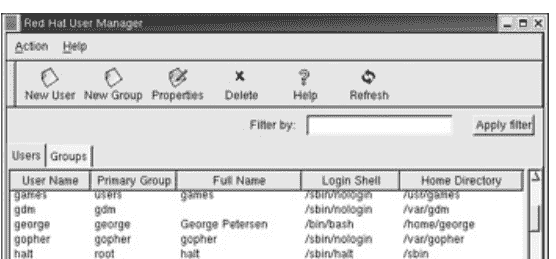 Red Hat User Manager
Action Help
New User New Group Properties Delete Help Refresh
Filter by: Apply filter
Users Groups
User Name Primary Group Full Name Login Shell Home Directory
games users games /sbin/nologin /usr/games
gdm gdm /sbin/nologin /var/gdm
george george George Petersen /bin/bash /home/george
gopher gopher gopher /sbin/nologin /var/gopher
halt root halt /sbin/halt /sbin